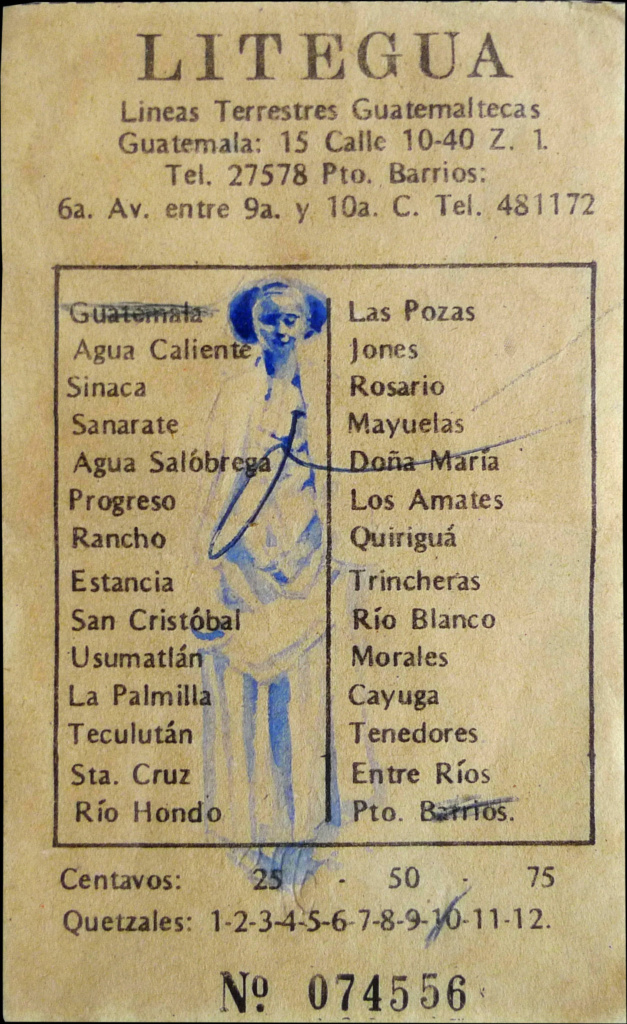 LITEGUA
Lineas Terrestres Guatemaltecas
Guatemala: 15 Calle 10-40 Z. 1.
Tel. 27578 Pto. Barrios:
6a. Av. entre 9a. y 10a. C. Tel. 481172
Guatemala
Agua Caliente
Sinaca
Sanarate
Agua Salóbrega
Progreso
Rancho
Estancia
San Cristóbal
Usumatlán
La Palmilla
Teculután
Sta. Cruz
Río Hondo
Las Pozas
Jones
Rosario
Mayuelas
Doña María
Los Amates
Quiriguá
Trincheras
Río Blanco
Morales
Cayuga
Tenedores
Entre Ríos
Pto. Barrios.
Centavos: 25 - 50 - 75
Quetzales: 1-2-3-4-5-6-7-8-9-10-11-12.
Nº 074556